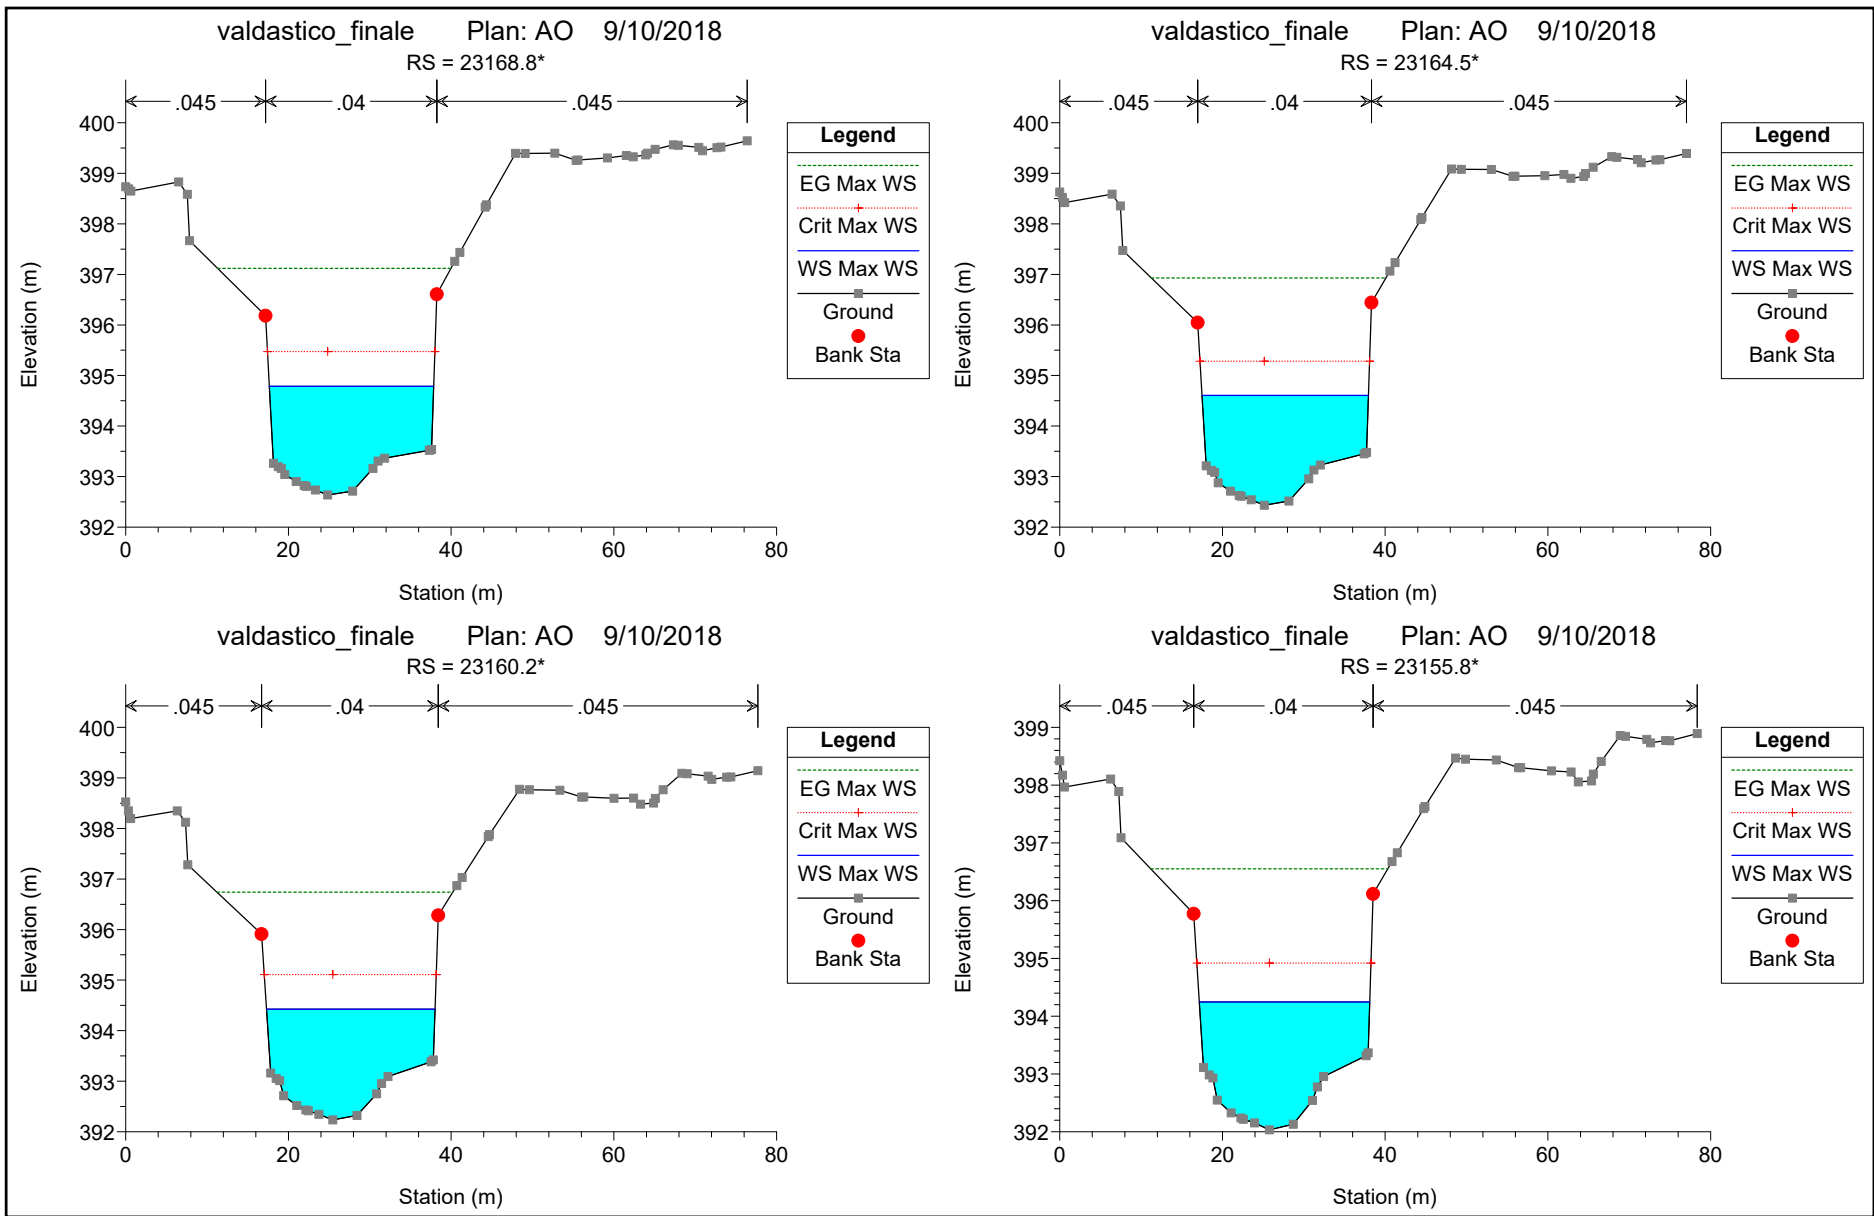 valdastico_finale Plan: AO 9/10/2018
RS = 23168.8*
.045 .04 .045
400
399
398
397
396
395
394
393
392
Elevation (m)
0 20 40 60 80
Station (m)
Legend
EG Max WS
Crit Max WS
WS Max WS
Ground
Bank Sta
valdastico_finale Plan: AO 9/10/2018
RS = 23164.5*
.045 .04 .045
400
399
398
397
396
395
394
393
392
Elevation (m)
0 20 40 60 80
Station (m)
Legend
EG Max WS
Crit Max WS
WS Max WS
Ground
Bank Sta
valdastico_finale Plan: AO 9/10/2018
RS = 23160.2*
.045 .04 .045
400
399
398
397
396
395
394
393
392
Elevation (m)
0 20 40 60 80
Station (m)
Legend
EG Max WS
Crit Max WS
WS Max WS
Ground
Bank Sta
valdastico_finale Plan: AO 9/10/2018
RS = 23155.8*
.045 .04 .045
399
398
397
396
395
394
393
392
Elevation (m)
0 20 40 60 80
Station (m)
Legend
EG Max WS
Crit Max WS
WS Max WS
Ground
Bank Sta